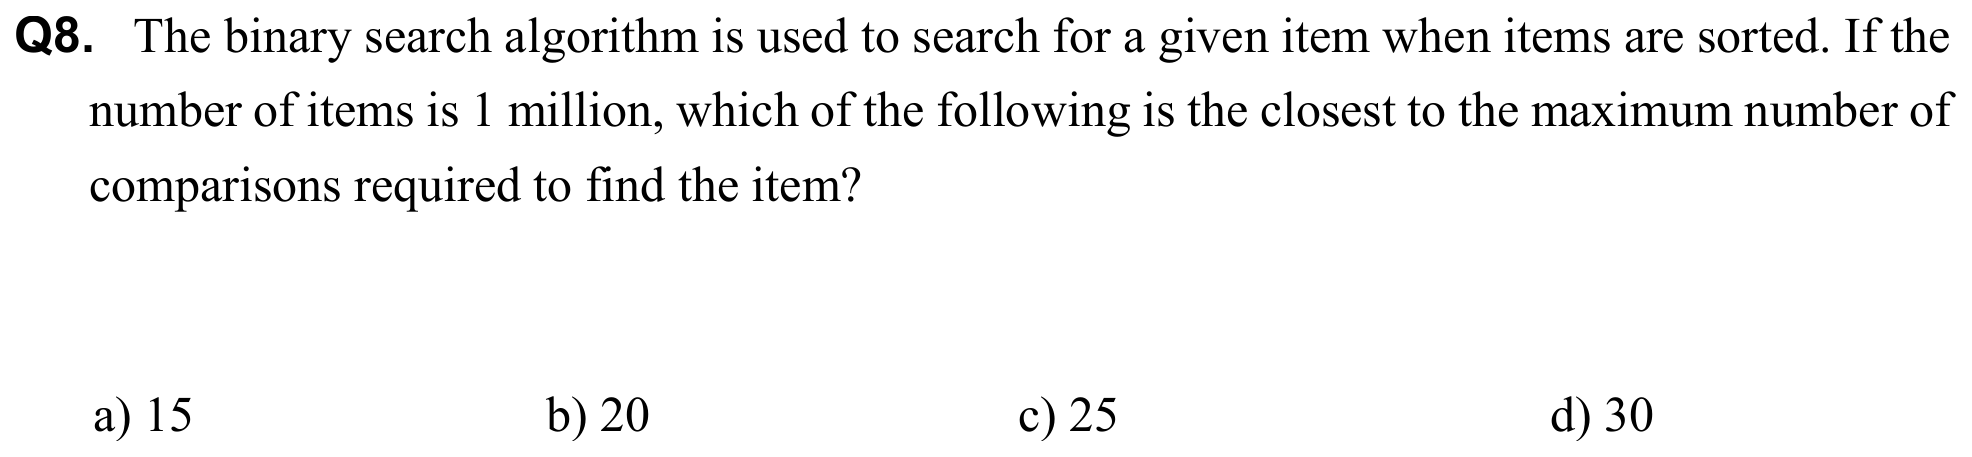 Q8. The binary search algorithm is used to search for a given item when items are sorted. If the
number of items is 1 million, which of the following is the closest to the maximum number of
comparisons required to find the item?
a) 15 b) 20 c) 25 d) 30